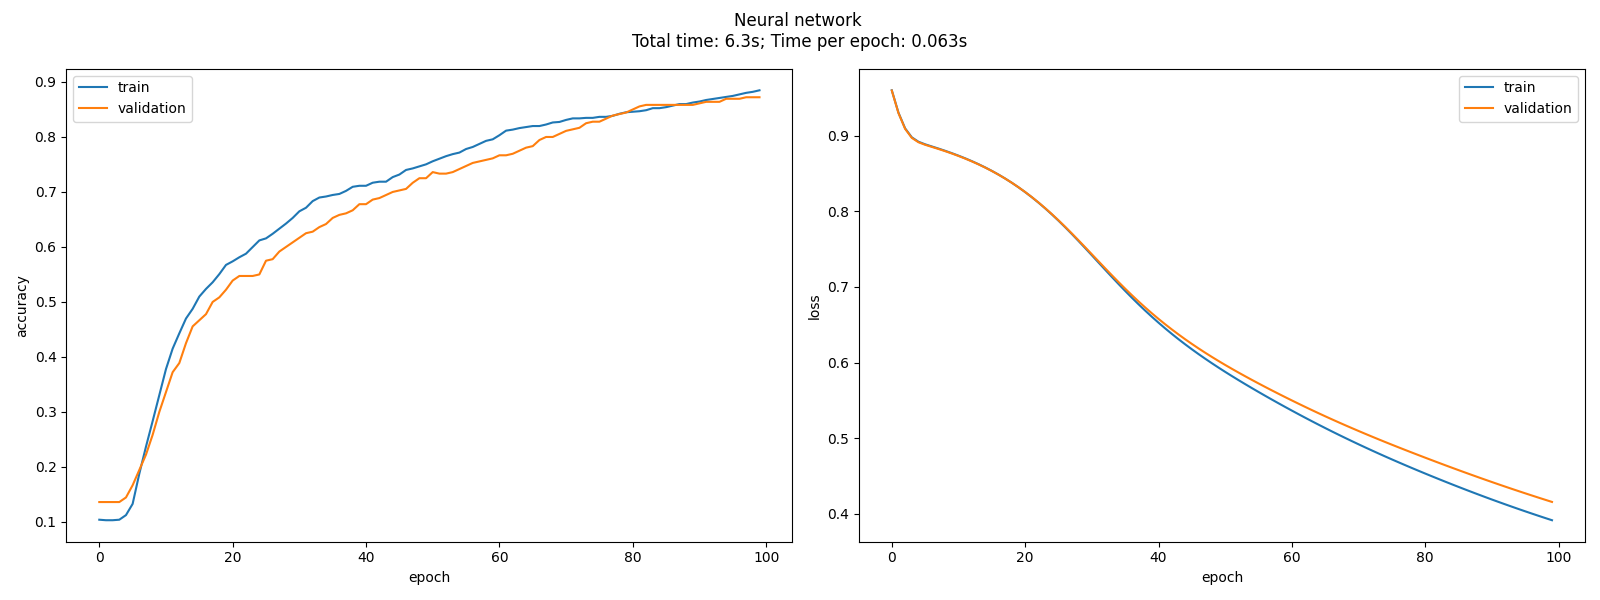 Neural network
Total time: 6.3s; Time per epoch: 0.063s
accuracy
0.9
0.8
0.7
0.6
0.5
0.4
0.3
0.2
0.1
train
validation
0 20 40 60 80 100
epoch
loss
0.9
0.8
0.7
0.6
0.5
0.4
train
validation
0 20 40 60 80 100
epoch